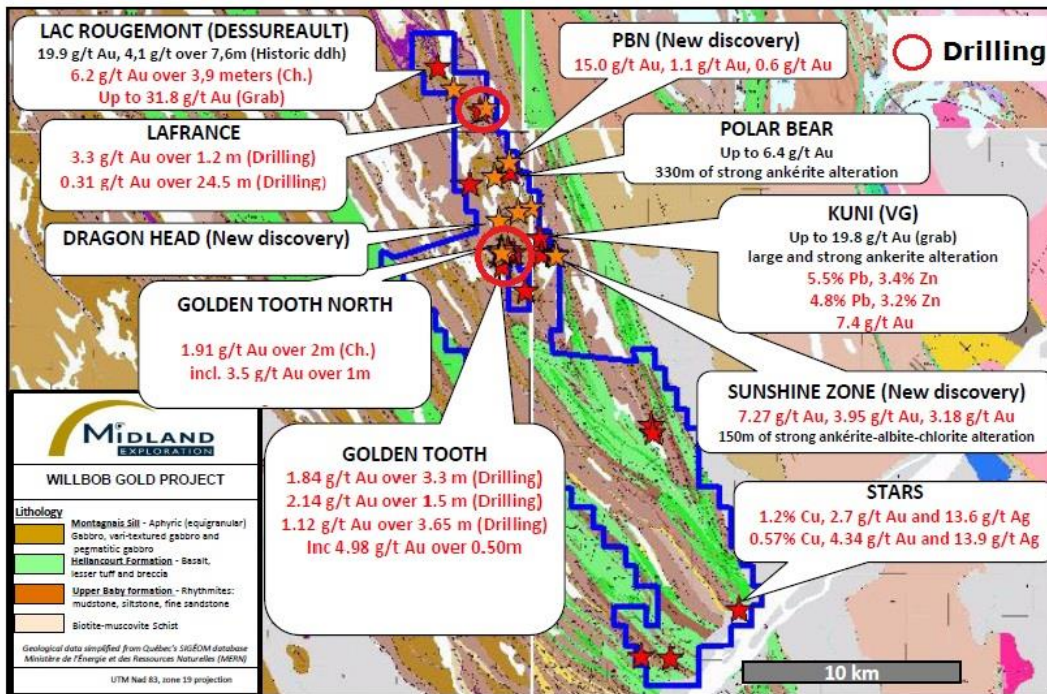 LAC ROUGEMONT (DESSUREAULT)
19.9 g/t Au, 4,1 g/t over 7,6m (Historic ddh)
6.2 g/t Au over 3,9 meters (Ch.)
Up to 31.8 g/t Au (Grab)
PBN (New discovery)
15.0 g/t Au, 1.1 g/t Au, 0.6 g/t Au
Drilling
LAFRANCE
3.3 g/t Au over 1.2 m (Drilling)
0.31 g/t Au over 24.5 m (Drilling)
POLAR BEAR
Up to 6.4 g/t Au
330m of strong ankérite alteration
DRAGON HEAD (New discovery)
KUNI (VG)
Up to 19.8 g/t Au (grab)
large and strong ankerite alteration
5.5% Pb, 3.4% Zn
4.8% Pb, 3.2% Zn
7.4 g/t Au
GOLDEN TOOTH NORTH
1.91 g/t Au over 2m (Ch.)
incl. 3.5 g/t Au over 1m
SUNSHINE ZONE (New discovery)
7.27 g/t Au, 3.95 g/t Au, 3.18 g/t Au
150m of strong ankérite-albite-chlorite alteration
GOLDEN TOOTH
1.84 g/t Au over 3.3 m (Drilling)
2.14 g/t Au over 1.5 m (Drilling)
1.12 g/t Au over 3.65 m (Drilling)
Inc 4.98 g/t Au over 0.50m
STARS
1.2% Cu, 2.7 g/t Au and 13.6 g/t Ag
0.57% Cu, 4.34 g/t Au and 13.9 g/t Ag
MIDLAND
EXPLORATION
WILLBOB GOLD PROJECT
Lithology
Montagnais Sill - Aphyric (equigranular)
Gabbro, vari-textured gabbro and
pegmatitic gabbro
Hellancourt Formation - Basalt,
lesser tuff and breccia
Upper Baby formation - Rhythmites:
mudstone, siltstone, fine sandstone
Biotite-muscovite Schist
Geological data simplified from Québec's SIGÉOM database
Ministère de l'Énergie et des Ressources Naturelles (MERN)
UTM Nad 83, zone 19 projection
10 km